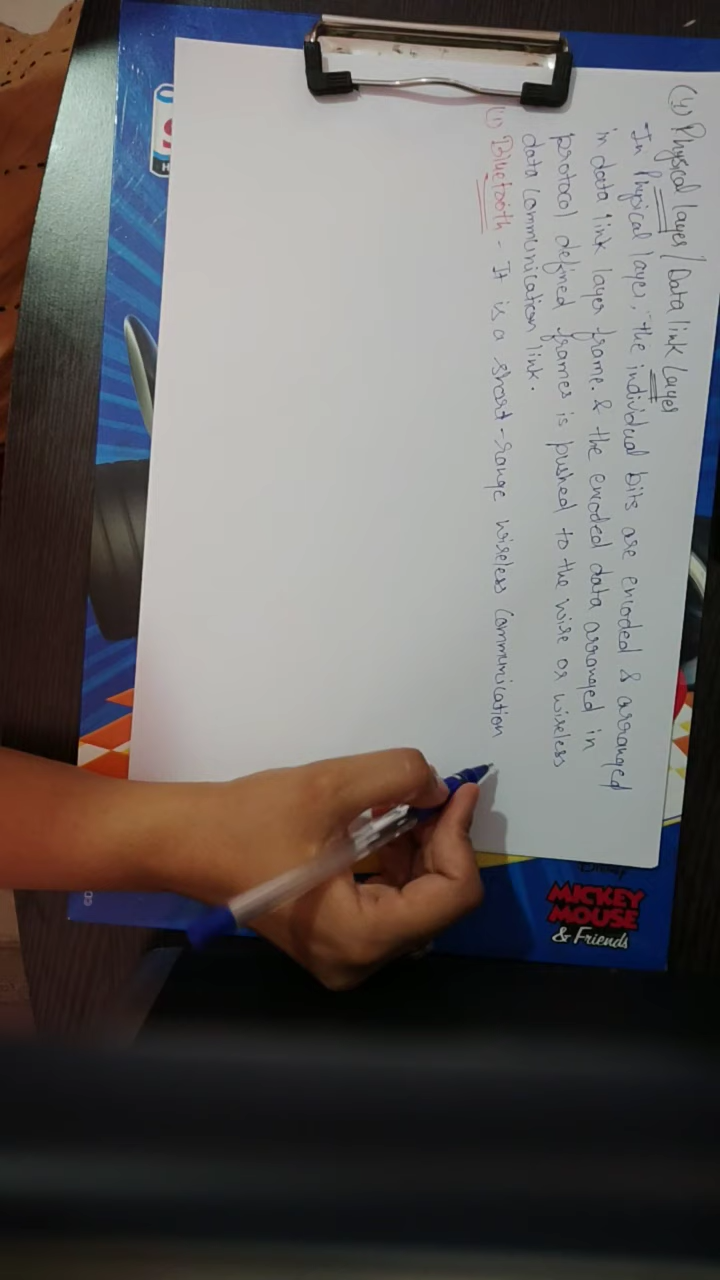 (4) Physical layer / Data link Layer
- In Physical layer, the individual bits are encoded & arranged
in data link layer frame. & the encoded data arranged in
protocol defined frames is pushed to the wire or wireless
data communication link.
(1) Bluetooth - It is a short-range wireless communication
MICKEY
MOUSE
& Friends